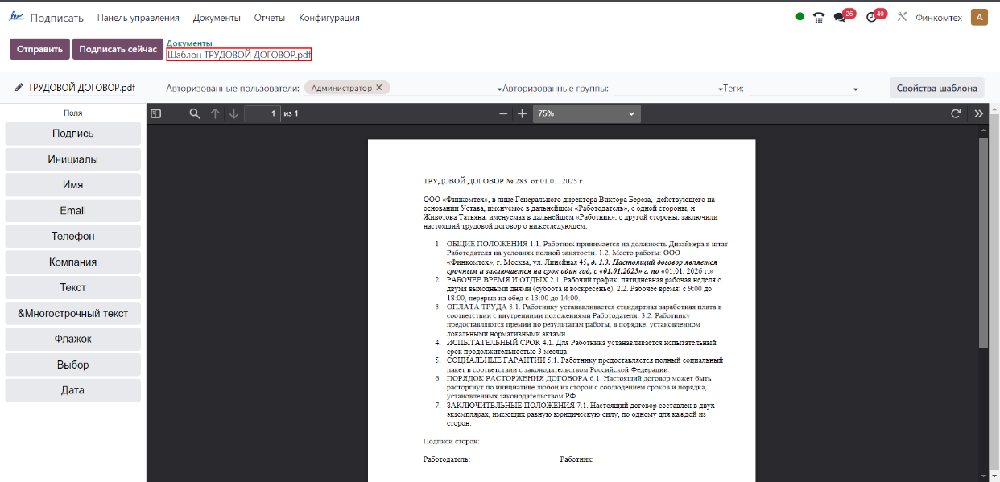 Подписать Панель управления Документы Отчеты Конфигурация 26 40 Финкомтех A
Отправить Подписать сейчас Документы
Шаблон ТРУДОВОЙ ДОГОВОР.pdf
ТРУДОВОЙ ДОГОВОР.pdf Авторизованные пользователи: Администратор ✕ Авторизованные группы: Теги: Свойства шаблона
Поля
Подпись
Инициалы
Имя
Email
Телефон
Компания
Текст
&Многострочный текст
Флажок
Выбор
Дата
1 из 1 75%
ТРУДОВОЙ ДОГОВОР № 283 от 01.01. 2025 г.
ООО «Финкомтех», в лице Генерального директора Виктора Береза, действующего на
основании Устава, именуемое в дальнейшем «Работодатель», с одной стороны, и
Животова Татьяна, именуемая в дальнейшем «Работник», с другой стороны, заключили
настоящий трудовой договор о нижеследующем:
1. ОБЩИЕ ПОЛОЖЕНИЯ 1.1. Работник принимается на должность Дизайнера в штат
Работодателя на условиях полной занятости. 1.2. Место работы: ООО
«Финкомтех», г. Москва, ул. Линейная 45, д. 1.3. Настоящий договор является
срочным и заключается на срок один год, с «01.01.2025» г. по «01.01. 2026 г.»
2. РАБОЧЕЕ ВРЕМЯ И ОТДЫХ 2.1. Рабочий график: пятидневная рабочая неделя с
двумя выходными днями (суббота и воскресенье). 2.2. Рабочее время: с 9:00 до
18:00, перерыв на обед с 13:00 до 14:00.
3. ОПЛАТА ТРУДА 3.1. Работнику устанавливается стандартная заработная плата в
соответствии с внутренними положениями Работодателя. 3.2. Работнику
предоставляются премии по результатам работы, в порядке, установленном
локальными нормативными актами.
4. ИСПЫТАТЕЛЬНЫЙ СРОК 4.1. Для Работника устанавливается испытательный
срок продолжительностью 3 месяца.
5. СОЦИАЛЬНЫЕ ГАРАНТИИ 5.1. Работнику предоставляется полный социальный
пакет в соответствии с законодательством Российской Федерации.
6. ПОРЯДОК РАСТОРЖЕНИЯ ДОГОВОРА 6.1. Настоящий договор может быть
расторгнут по инициативе любой из сторон с соблюдением сроков и порядка,
установленных законодательством РФ.
7. ЗАКЛЮЧИТЕЛЬНЫЕ ПОЛОЖЕНИЯ 7.1. Настоящий договор составлен в двух
экземплярах, имеющих равную юридическую силу, по одному для каждой из
сторон.
Подписи сторон:
Работодатель: ______________________ Работник: __________________________